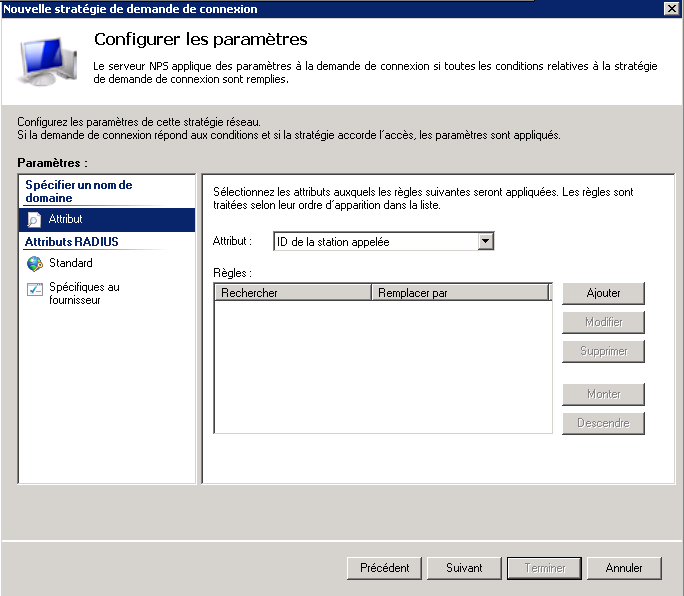 Nouvelle stratégie de demande de connexion
Configurer les paramètres
Le serveur NPS applique des paramètres à la demande de connexion si toutes les conditions relatives à la stratégie
de demande de connexion sont remplies.
Configurez les paramètres de cette stratégie réseau.
Si la demande de connexion répond aux conditions et si la stratégie accorde l'accès, les paramètres sont appliqués.
Paramètres :
Spécifier un nom de
domaine
Attribut
Attributs RADIUS
Standard
Spécifiques au
fournisseur
Sélectionnez les attributs auxquels les règles suivantes seront appliquées. Les règles sont
traitées selon leur ordre d'apparition dans la liste.
Attribut :
ID de la station appelée
Règles :
Rechercher
Remplacer par
Ajouter
Modifier
Supprimer
Monter
Descendre
Précédent
Suivant
Terminer
Annuler